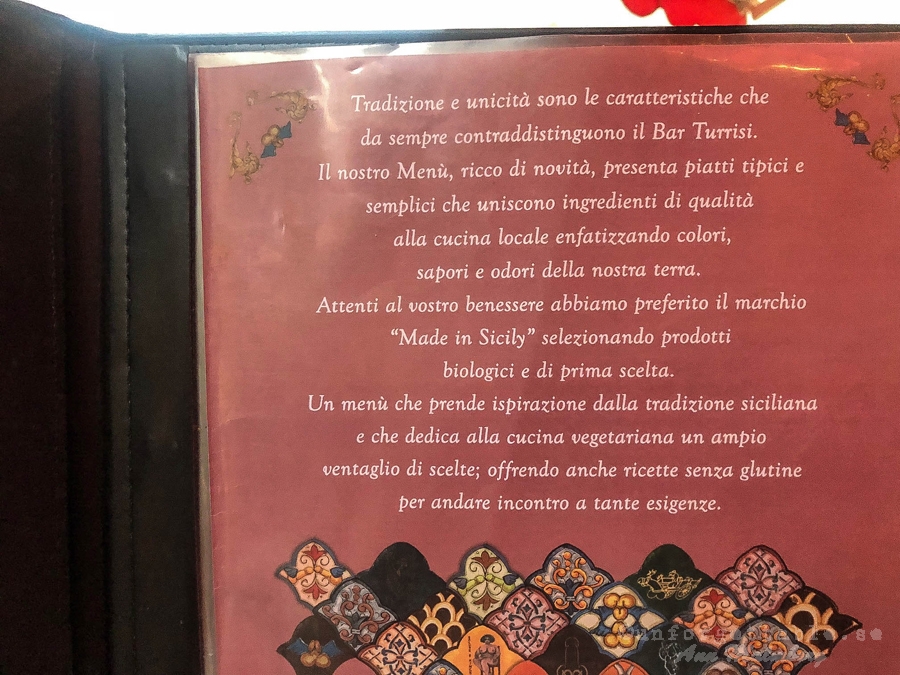 Tradizione e unicità sono le caratteristiche che
da sempre contraddistinguono il Bar Turrisi.
Il nostro Menù, ricco di novità, presenta piatti tipici e
semplici che uniscono ingredienti di qualità
alla cucina locale enfatizzando colori,
sapori e odori della nostra terra.
Attenti al vostro benessere abbiamo preferito il marchio
“Made in Sicily” selezionando prodotti
biologici e di prima scelta.
Un menù che prende ispirazione dalla tradizione siciliana
e che dedica alla cucina vegetariana un ampio
ventaglio di scelte; offrendo anche ricette senza glutine
per andare incontro a tante esigenze.